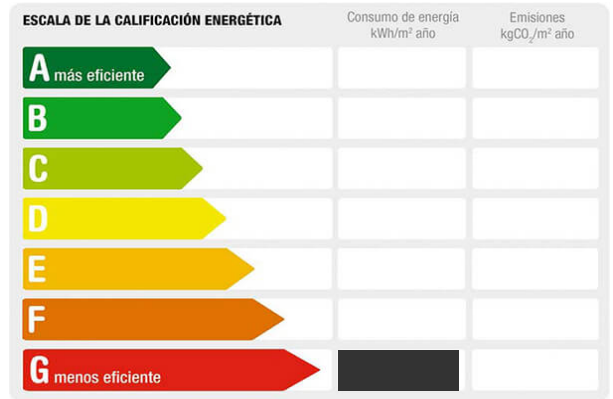 ESCALA DE LA CALIFICACIÓN ENERGÉTICA
Consumo de energía
kWh/m² año
Emisiones
kgCO₂/m² año
A más eficiente
B
C
D
E
F
G menos eficiente